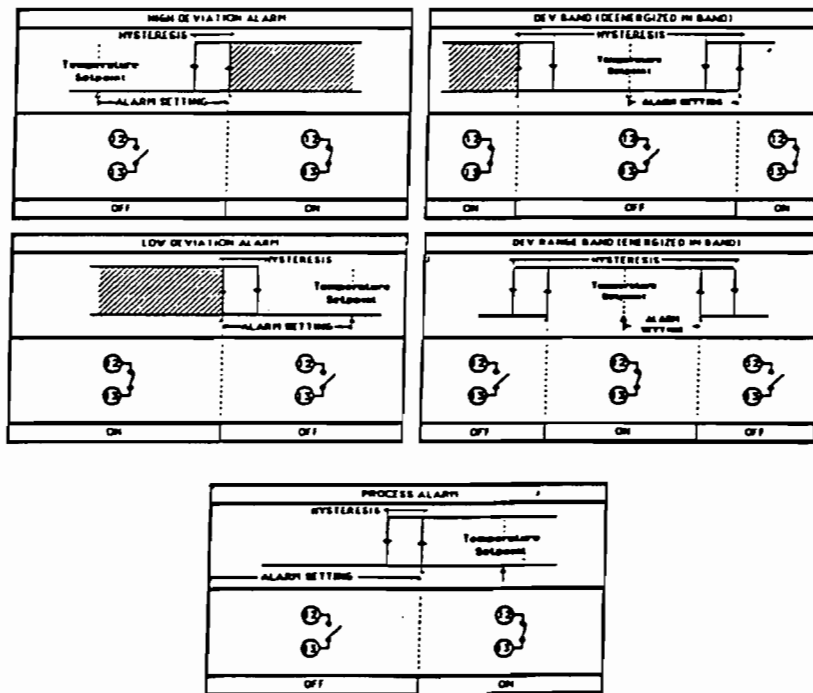 HIGH DEVIATION ALARM
HYSTERESIS
Temperature
Setpoint
ALARM SETTING
12
13
12
13
OFF
ON
DEV BAND (DEENERGIZED IN BAND)
HYSTERESIS
Temperature
Setpoint
ALARM SETTING
12
13
12
13
12
13
ON
OFF
ON
LOW DEVIATION ALARM
HYSTERESIS
Temperature
Setpoint
ALARM SETTING
12
13
12
13
ON
OFF
DEV RANGE BAND (ENERGIZED IN BAND)
HYSTERESIS
Temperature
Setpoint
ALARM
SETTING
12
13
12
13
12
13
OFF
ON
OFF
PROCESS ALARM
HYSTERESIS
Temperature
Setpoint
ALARM SETTING
12
13
12
13
OFF
ON